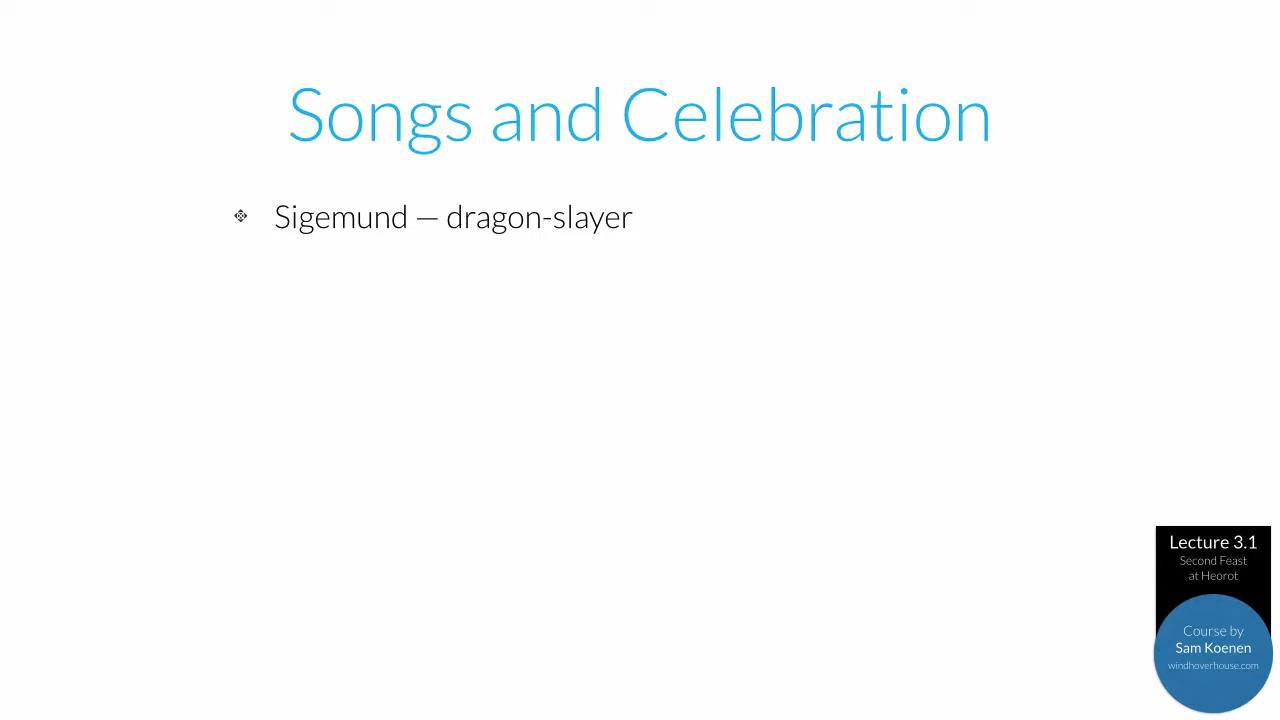 Songs and Celebration
Sigemund — dragon-slayer
Lecture 3.1
Second Feast
at Heorot
Course by
Sam Koenen
windhoverhouse.com